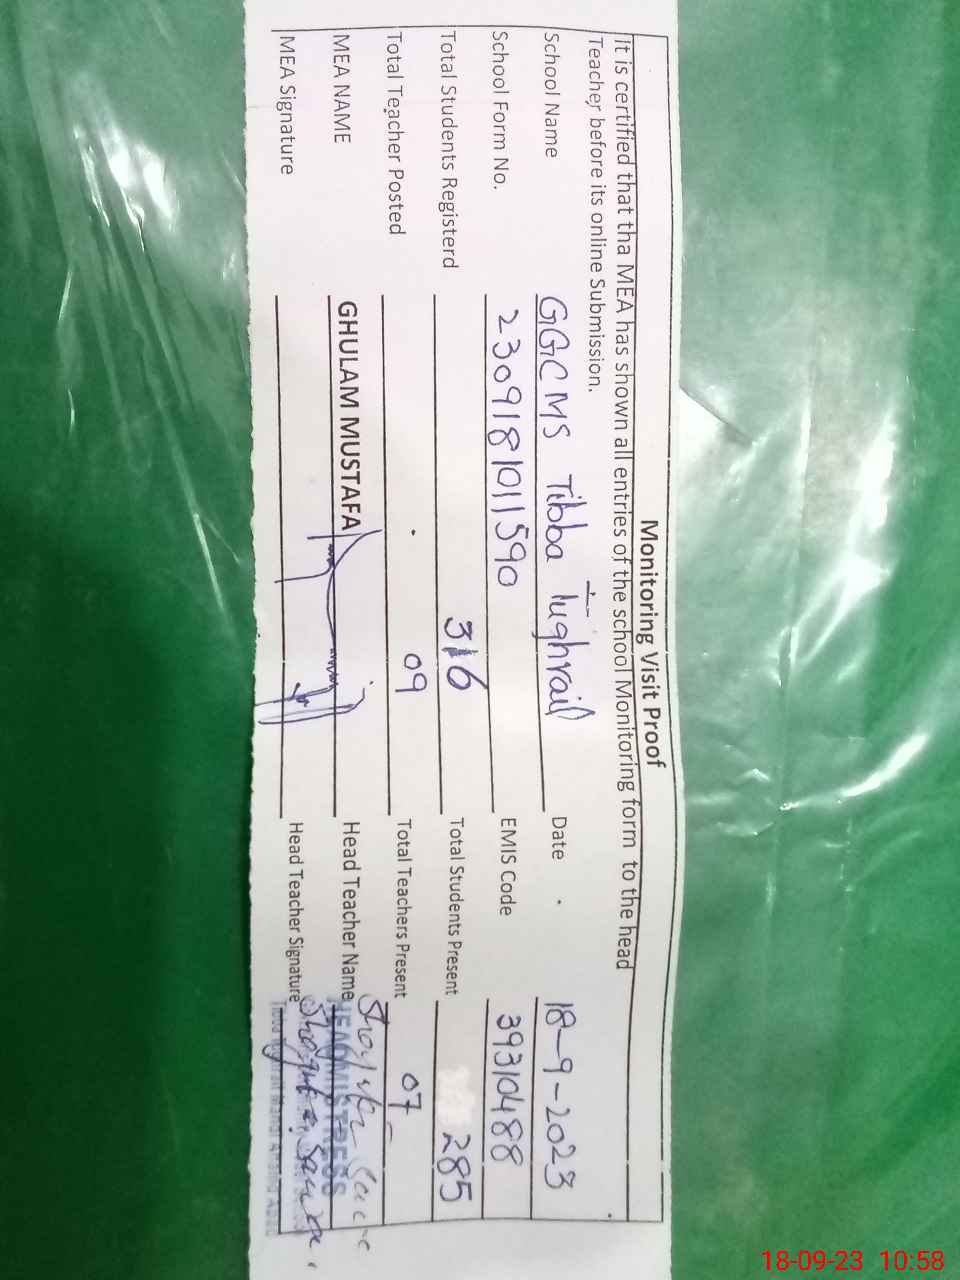 Monitoring Visit Proof
It is certified that tha MEA has shown all entries of the school Monitoring form to the head
Teacher before its online Submission.
School Name GGCMS Tibba Tughrail Date 18-9-2023
School Form No. 2309181011590 EMIS Code 39310488
Total Students Registerd 316 Total Students Present 285
Total Teacher Posted 09 Total Teachers Present 07
MEA NAME GHULAM MUSTAFA Head Teacher Name
MEA Signature Head Teacher Signature
HEADMISTRESS
18-09-23 10:58